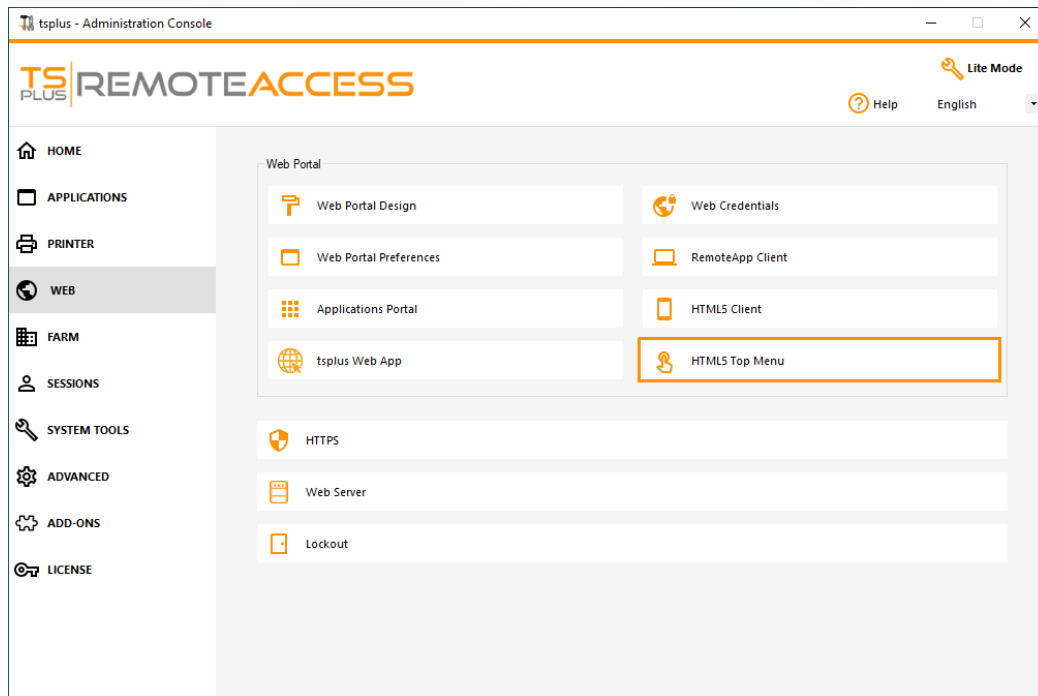 tsplus - Administration Console
TS PLUS REMOTEACCESS
Lite Mode
Help
English
HOME
APPLICATIONS
PRINTER
WEB
FARM
SESSIONS
SYSTEM TOOLS
ADVANCED
ADD-ONS
LICENSE
Web Portal
Web Portal Design
Web Credentials
Web Portal Preferences
RemoteApp Client
Applications Portal
HTML5 Client
tsplus Web App
HTML5 Top Menu
HTTPS
Web Server
Lockout